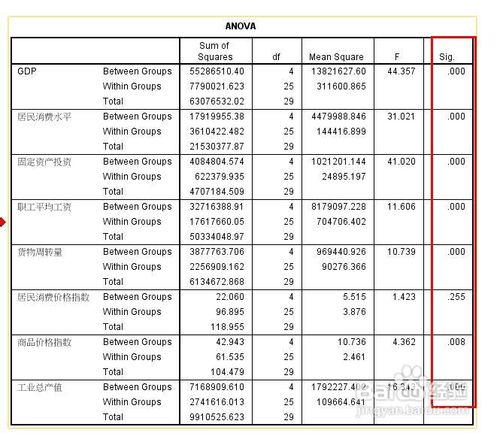 ANOVA
Sum of Squares df Mean Square F Sig.
GDP Between Groups 55286510.40 4 13821627.60 44.357 .000
Within Groups 7790021.623 25 311600.865
Total 63076532.02 29
居民消费水平 Between Groups 17919955.38 4 4479988.846 31.021 .000
Within Groups 3610422.482 25 144416.899
Total 21530377.87 29
固定资产投资 Between Groups 4084804.574 4 1021201.144 41.020 .000
Within Groups 622379.935 25 24895.197
Total 4707184.509 29
职工平均工资 Between Groups 32716388.91 4 8179097.228 11.606 .000
Within Groups 17617660.05 25 704706.402
Total 50334048.97 29
货物周转量 Between Groups 3877763.706 4 969440.926 10.739 .000
Within Groups 2256909.162 25 90276.366
Total 6134672.868 29
居民消费价格指数 Between Groups 22.060 4 5.515 1.423 .255
Within Groups 96.895 25 3.876
Total 118.955 29
商品价格指数 Between Groups 42.943 4 10.736 4.362 .008
Within Groups 61.535 25 2.461
Total 104.479 29
工业总产值 Between Groups 7168909.610 4
Within Groups 2741616.013 25 109664.641
Total 9910525.623 29
Baidu经验
jingyan.baidu.com